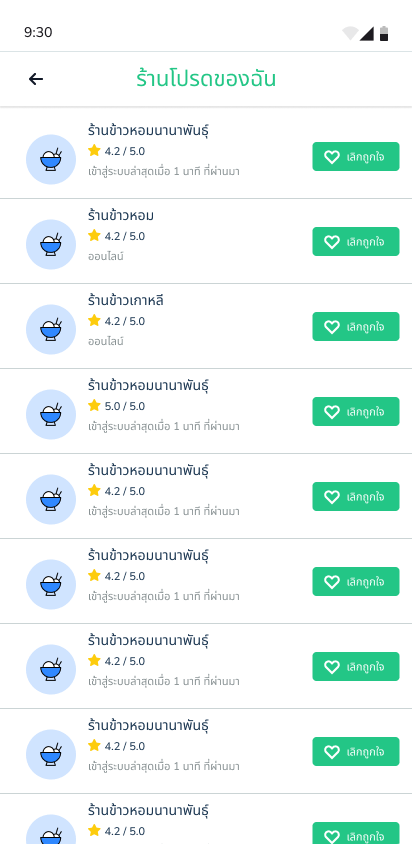 9:30
ร้านโปรดของฉัน
ร้านข้าวหอมนานาพันธุ์
4.2 / 5.0
เข้าสู่ระบบล่าสุดเมื่อ 1 นาที ที่ผ่านมา
เลิกถูกใจ
ร้านข้าวหอม
4.2 / 5.0
ออนไลน์
เลิกถูกใจ
ร้านข้าวเกาหลี
4.2 / 5.0
ออนไลน์
เลิกถูกใจ
ร้านข้าวหอมนานาพันธุ์
5.0 / 5.0
เข้าสู่ระบบล่าสุดเมื่อ 1 นาที ที่ผ่านมา
เลิกถูกใจ
ร้านข้าวหอมนานาพันธุ์
4.2 / 5.0
เข้าสู่ระบบล่าสุดเมื่อ 1 นาที ที่ผ่านมา
เลิกถูกใจ
ร้านข้าวหอมนานาพันธุ์
4.2 / 5.0
เข้าสู่ระบบล่าสุดเมื่อ 1 นาที ที่ผ่านมา
เลิกถูกใจ
ร้านข้าวหอมนานาพันธุ์
4.2 / 5.0
เข้าสู่ระบบล่าสุดเมื่อ 1 นาที ที่ผ่านมา
เลิกถูกใจ
ร้านข้าวหอมนานาพันธุ์
4.2 / 5.0
เข้าสู่ระบบล่าสุดเมื่อ 1 นาที ที่ผ่านมา
เลิกถูกใจ
ร้านข้าวหอมนานาพันธุ์
4.2 / 5.0
เลิกถูกใจ